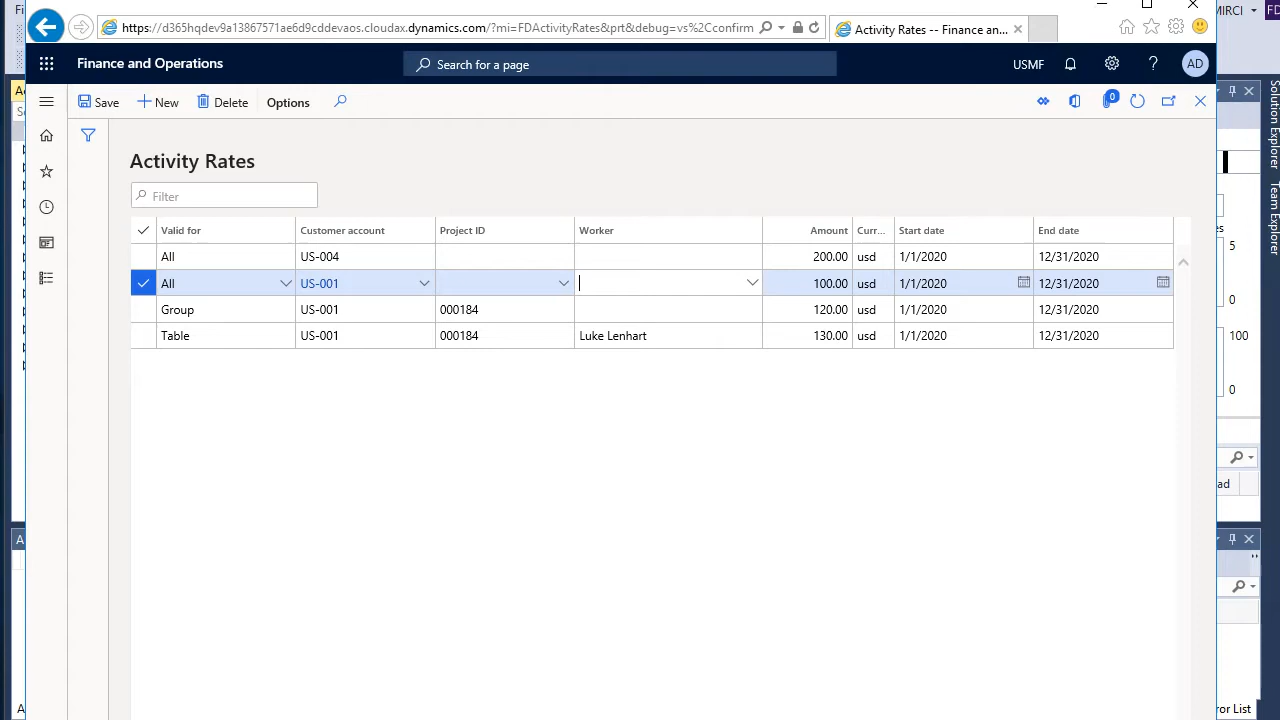 Fi
https://d365hqdev9a13867571ae6d9cddevaos.cloudax.dynamics.com/?mi=FDActivityRates&prt&debug=vs%2Cconfirm
Activity Rates -- Finance an...
MIRCI
FD
Finance and Operations
Search for a page
USMF
?
AD
Save
New
Delete
Options
0
Solution Explorer
Team Explorer
Activity Rates
Filter
Valid for Customer account Project ID Worker Amount Curr... Start date End date
All US-004 200.00 usd 1/1/2020 12/31/2020
All US-001 100.00 usd 1/1/2020 12/31/2020
Group US-001 000184 120.00 usd 1/1/2020 12/31/2020
Table US-001 000184 Luke Lenhart 130.00 usd 1/1/2020 12/31/2020
es
5
0
100
0
ad
A
A
ror List